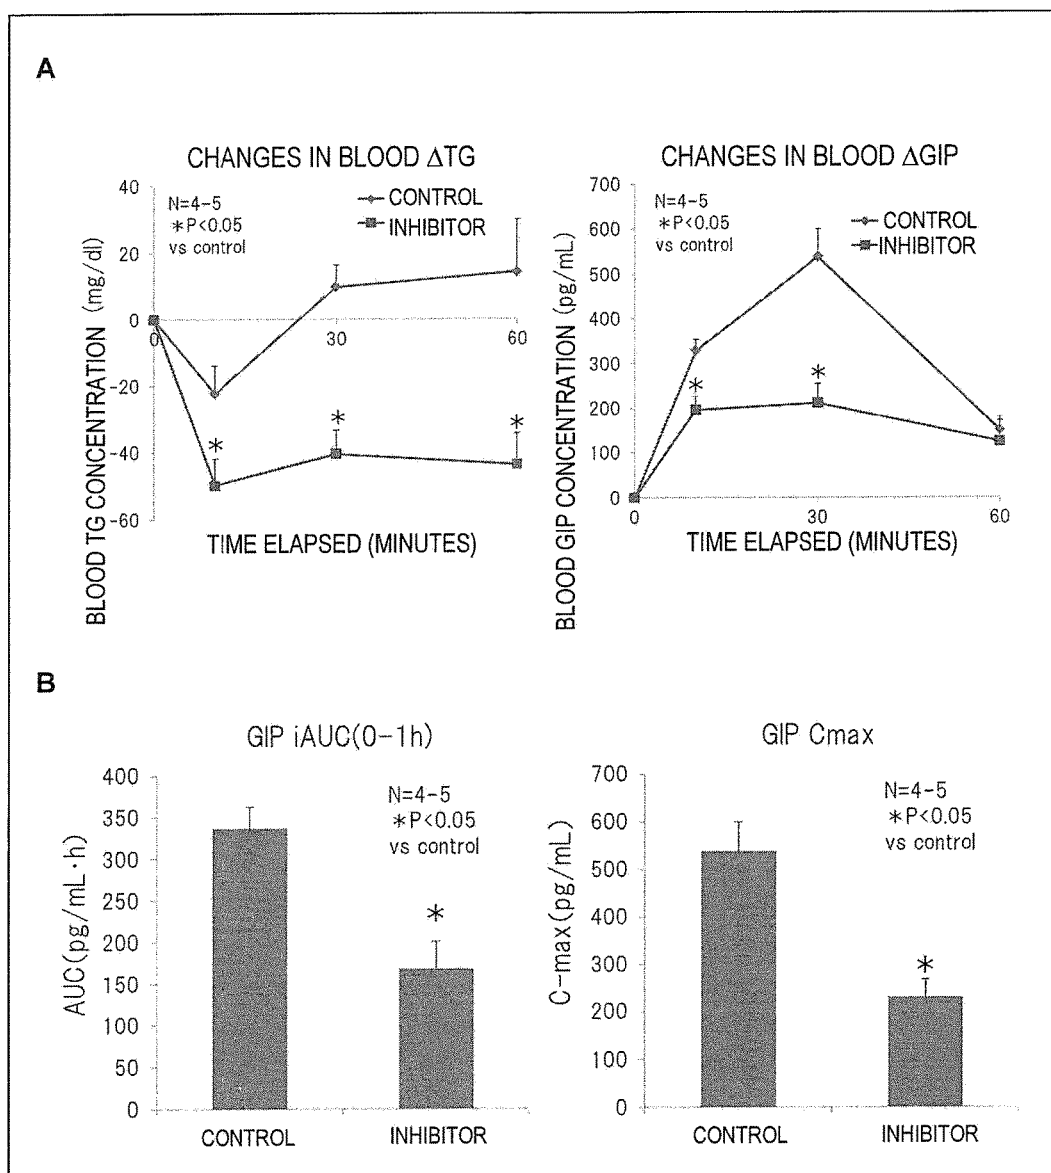 A
CHANGES IN BLOOD ΔTG
BLOOD TG CONCENTRATION (mg/dl)
40
20
0
-20
-40
-60
N=4-5
*P<0.05
vs control
CONTROL
INHIBITOR
*
*
*
0
30
60
TIME ELAPSED (MINUTES)
CHANGES IN BLOOD ΔGIP
BLOOD GIP CONCENTRATION (pg/mL)
700
600
500
400
300
200
100
0
N=4-5
*P<0.05
vs control
CONTROL
INHIBITOR
*
*
0
30
60
TIME ELAPSED (MINUTES)
B
GIP iAUC(0-1h)
AUC(pg/mL·h)
400
350
300
250
200
150
100
50
0
N=4-5
*P<0.05
vs control
*
CONTROL
INHIBITOR
GIP Cmax
C-max(pg/mL)
700
600
500
400
300
200
100
0
N=4-5
*P<0.05
vs control
*
CONTROL
INHIBITOR